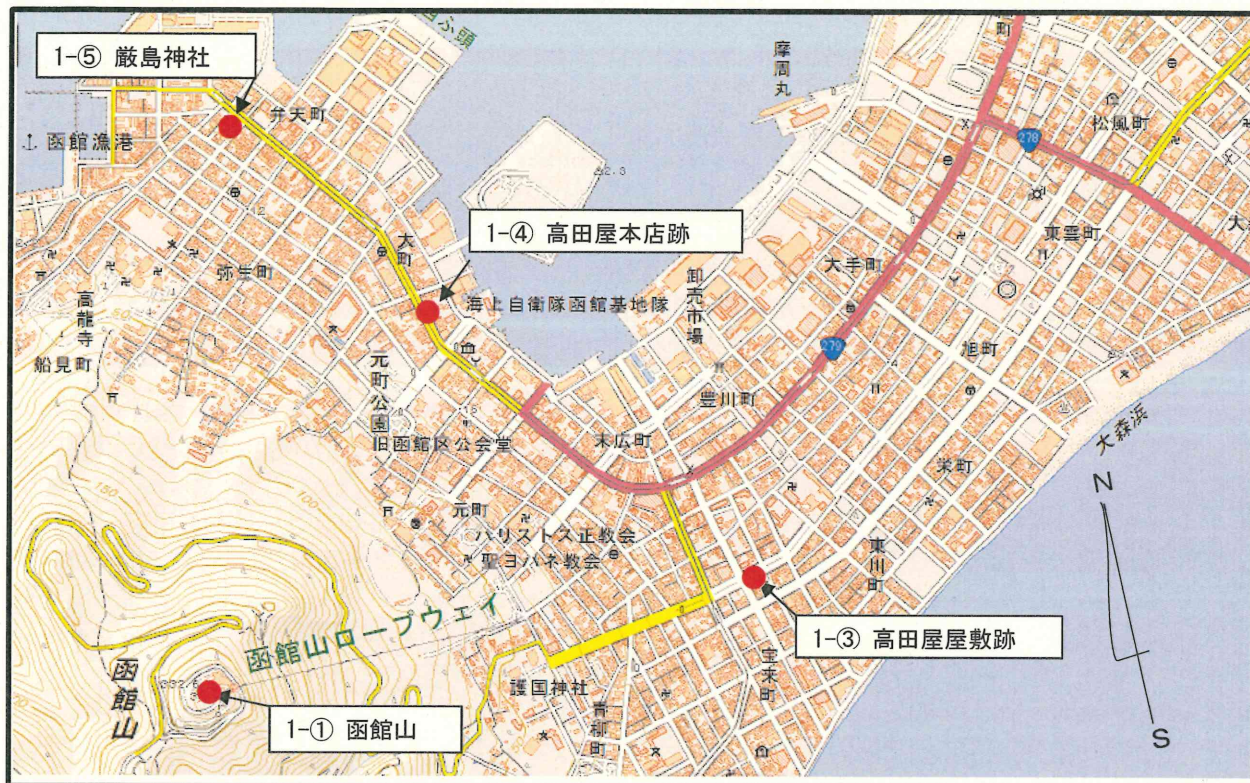 1-⑤ 厳島神社
弁天町
函館漁港
摩周丸
町
松風町
278
1-④ 高田屋本店跡
大町
弥生町
高龍寺
船見町
海上自衛隊函館基地隊
卸売市場
大手町
東雲町
279
旭町
元町公園
旧函館区公会堂
豊川町
末広町
栄町
大森浜
N
元町
ハリストス正教会
聖ヨハネ教会
東川町
150
100
函館山ロープウェイ
1-③ 高田屋屋敷跡
函館山
護国神社
宝来町
青柳町
1-① 函館山
S